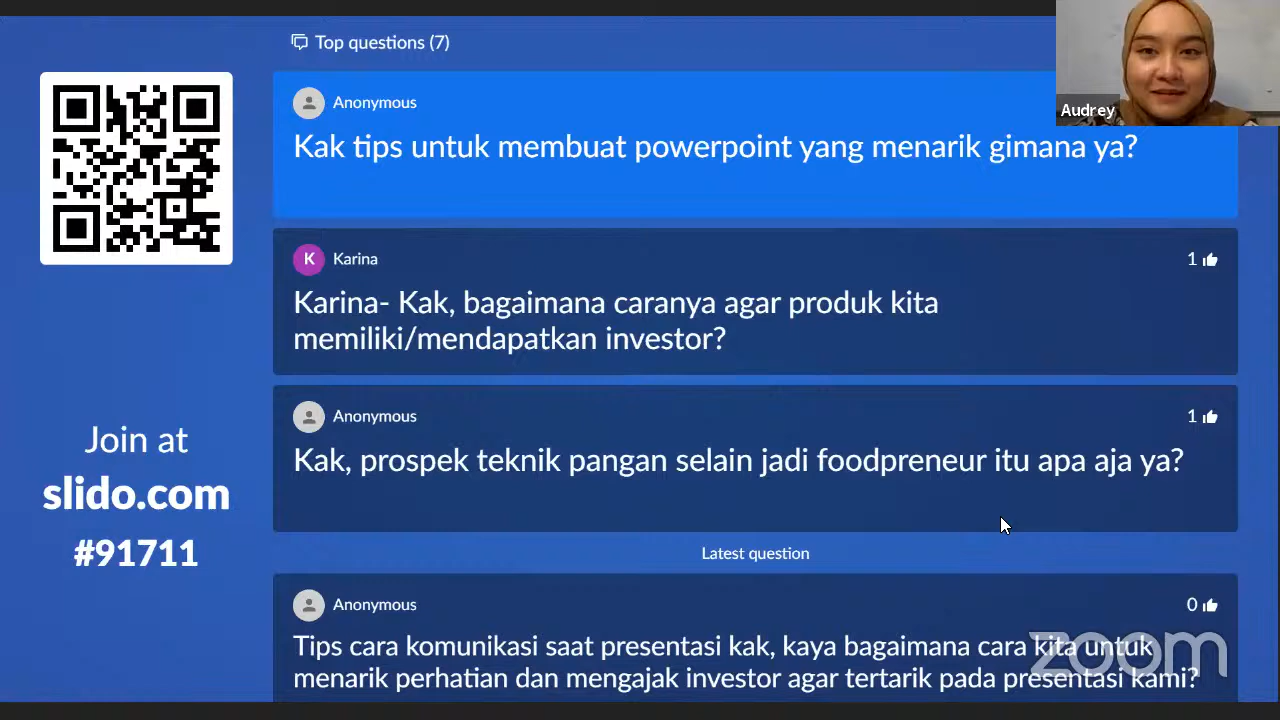 Top questions (7)
Audrey
Anonymous
Kak tips untuk membuat powerpoint yang menarik gimana ya?
K Karina 1
Karina- Kak, bagaimana caranya agar produk kita
memiliki/mendapatkan investor?
Anonymous 1
Kak, prospek teknik pangan selain jadi foodpreneur itu apa aja ya?
Join at
slido.com
#91711
Latest question
Anonymous 0
Tips cara komunikasi saat presentasi kak, kaya bagaimana cara kita untuk
menarik perhatian dan mengajak investor agar tertarik pada presentasi kami?
zoom